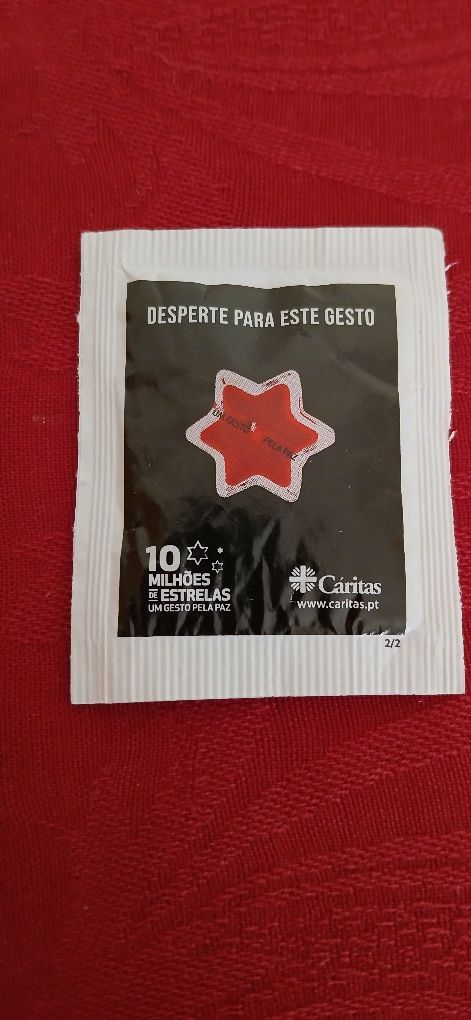 DESPERTE PARA ESTE GESTO
UM GESTO PELA PAZ
10
MILHÕES
DE ESTRELAS
UM GESTO PELA PAZ
Cáritas
www.caritas.pt
2/2